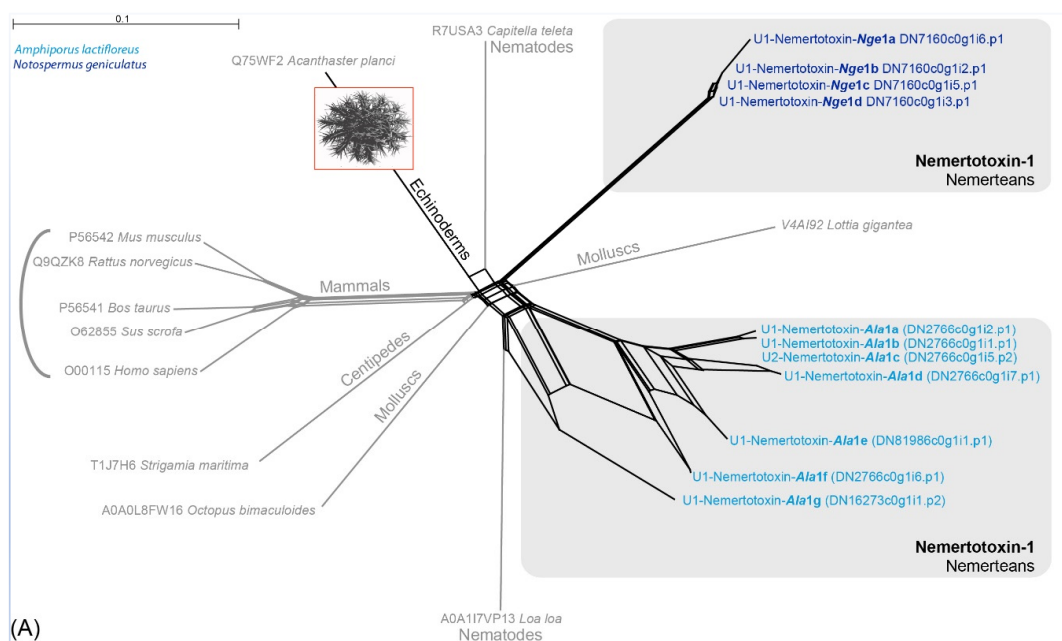 0.1
Amphiporus lactifloreus
Notospermus geniculatus
R7USA3 Capitella teleta
Nematodes
Q75WF2 Acanthaster planci
Echinoderms
U1-Nemertotoxin-Nge1a DN7160c0g1i6.p1
U1-Nemertotoxin-Nge1b DN7160c0g1i2.p1
U1-Nemertotoxin-Nge1c DN7160c0g1i5.p1
U1-Nemertotoxin-Nge1d DN7160c0g1i3.p1
Nemertotoxin-1
Nemerteans
V4AI92 Lottia gigantea
Molluscs
P56542 Mus musculus
Q9QZK8 Rattus norvegicus
Mammals
P56541 Bos taurus
O62855 Sus scrofa
O00115 Homo sapiens
Centipedes
Molluscs
T1J7H6 Strigamia maritima
A0A0L8FW16 Octopus bimaculoides
U1-Nemertotoxin-Ala1a (DN2766c0g1i2.p1)
U1-Nemertotoxin-Ala1b (DN2766c0g1i1.p1)
U2-Nemertotoxin-Ala1c (DN2766c0g1i5.p2)
U1-Nemertotoxin-Ala1d (DN2766c0g1i7.p1)
U1-Nemertotoxin-Ala1e (DN81986c0g1i1.p1)
U1-Nemertotoxin-Ala1f (DN2766c0g1i6.p1)
U1-Nemertotoxin-Ala1g (DN16273c0g1i1.p2)
Nemertotoxin-1
Nemerteans
A0A1I7VP13 Loa loa
Nematodes
(A)